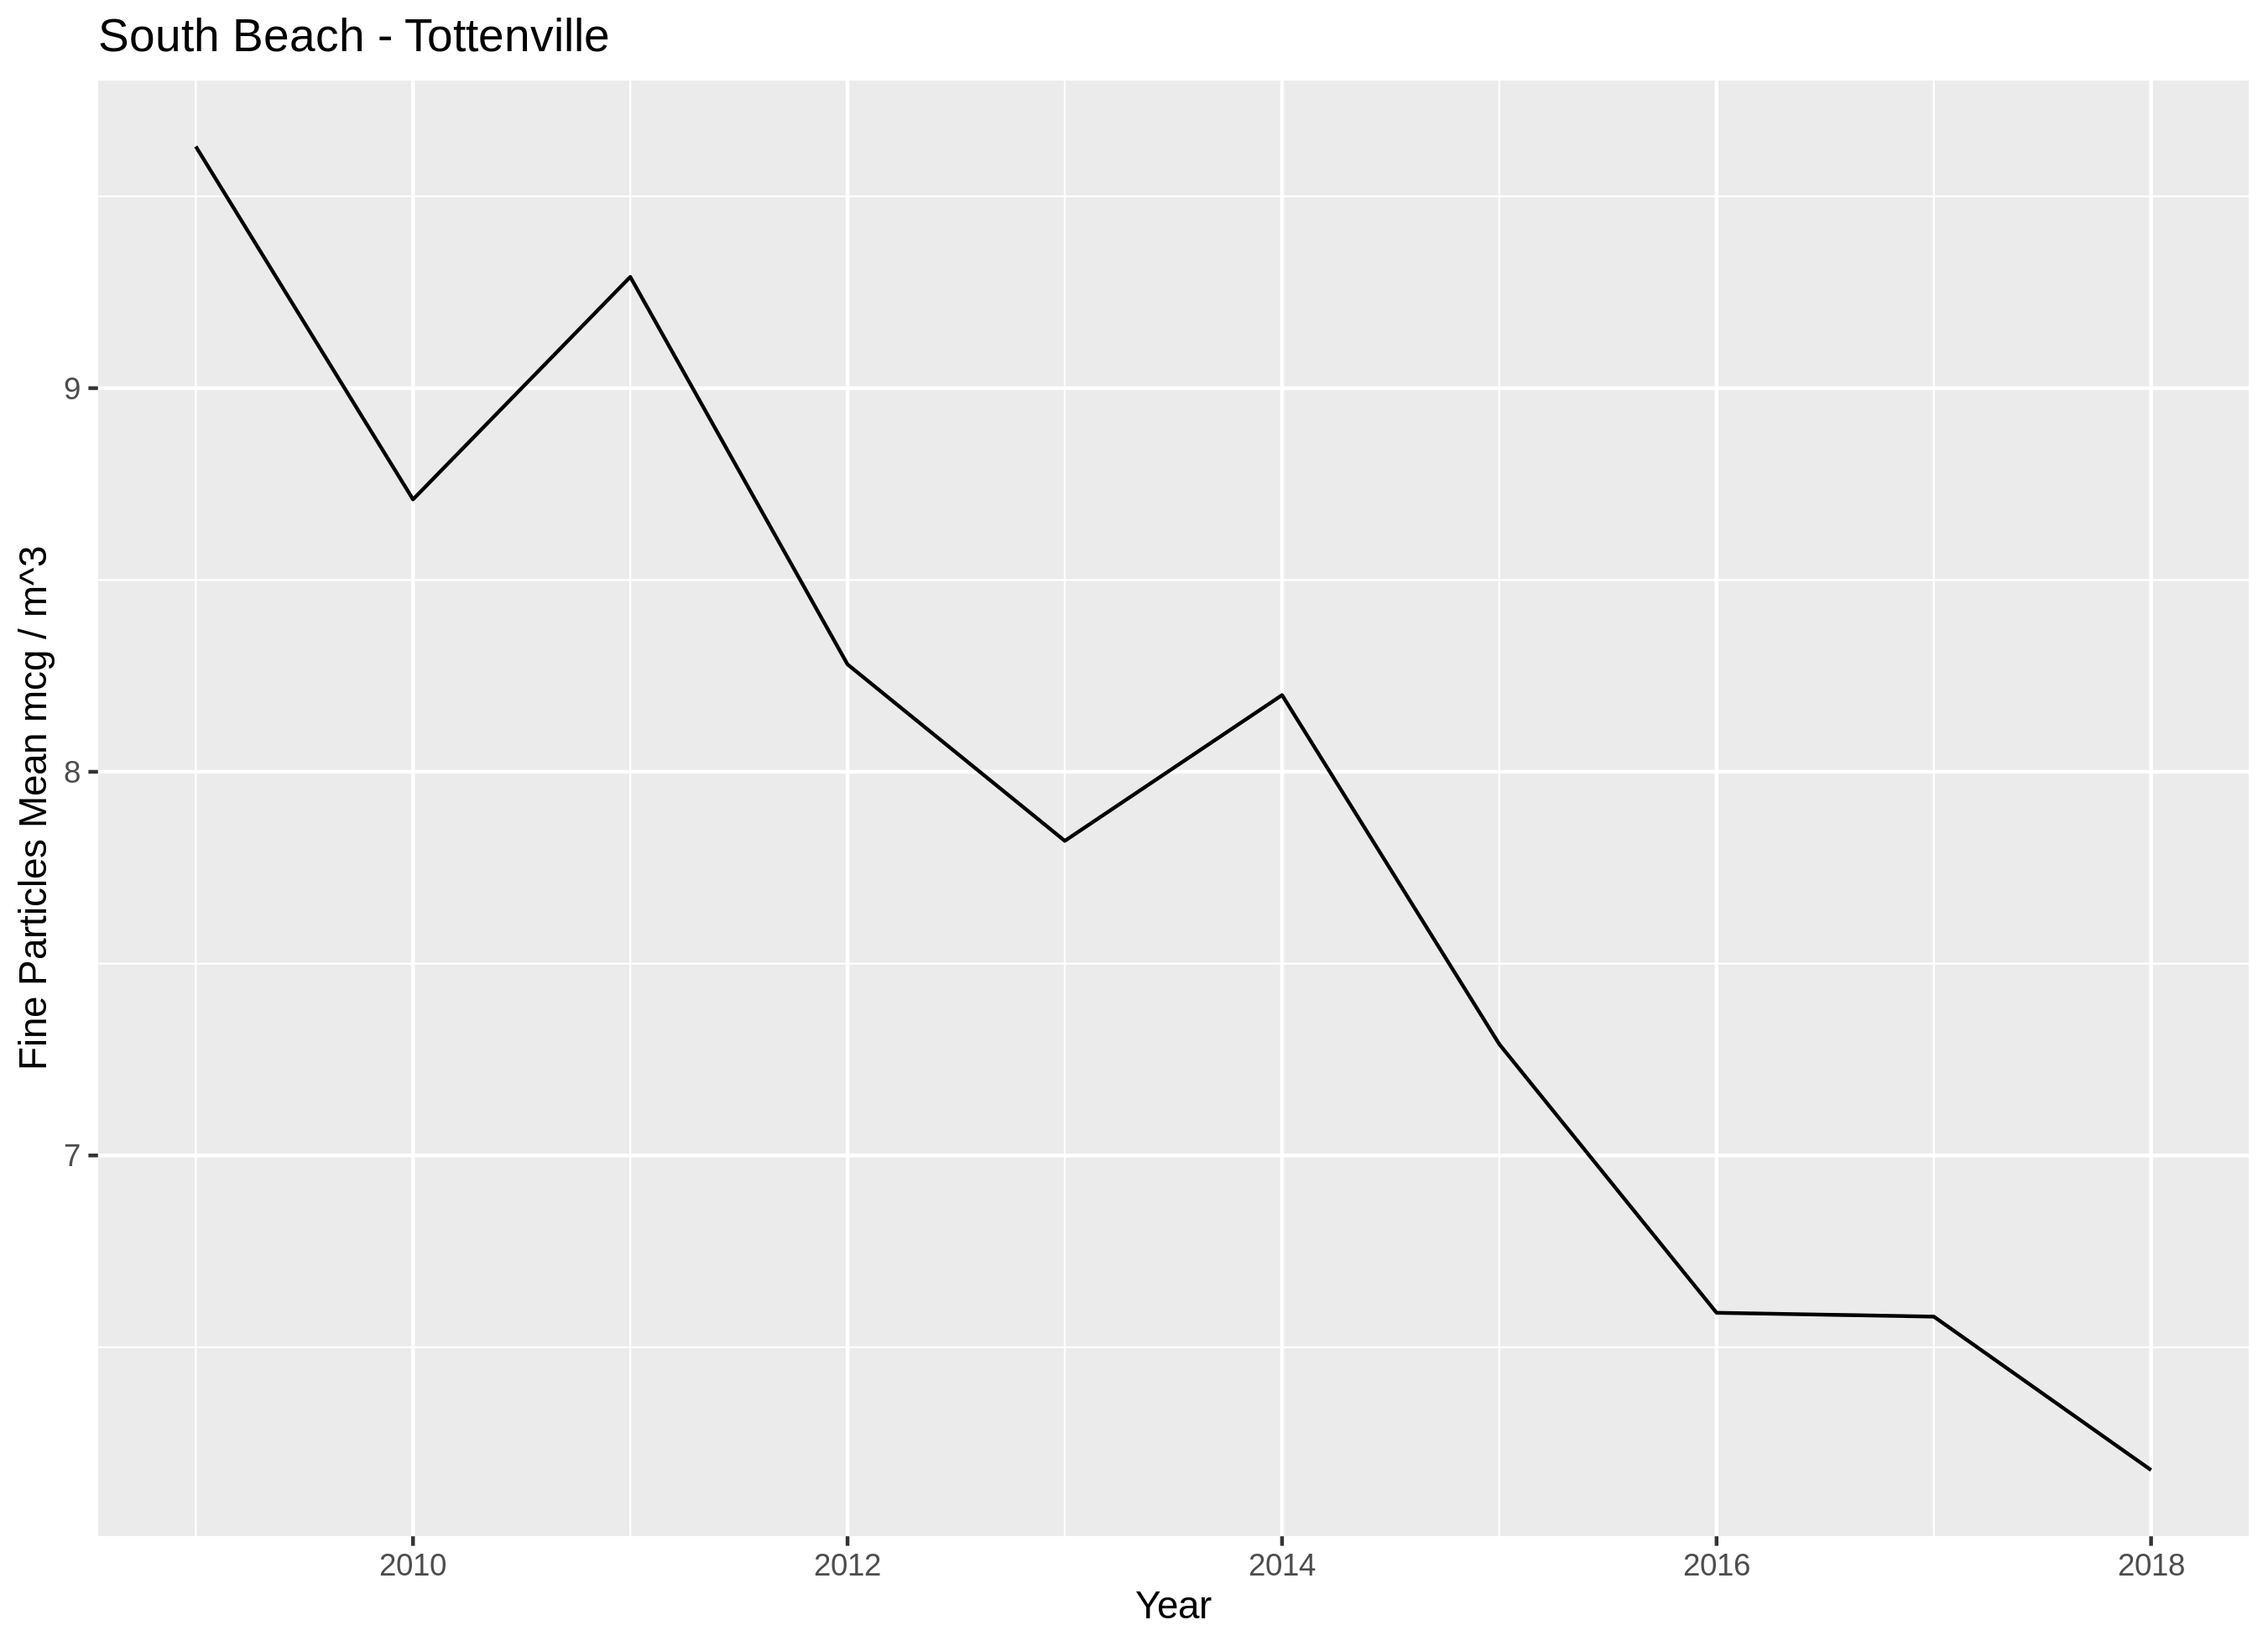 South Beach - Tottenville
Fine Particles Mean mcg / m^3
9
8
7
2010
2012
2014
2016
2018
Year